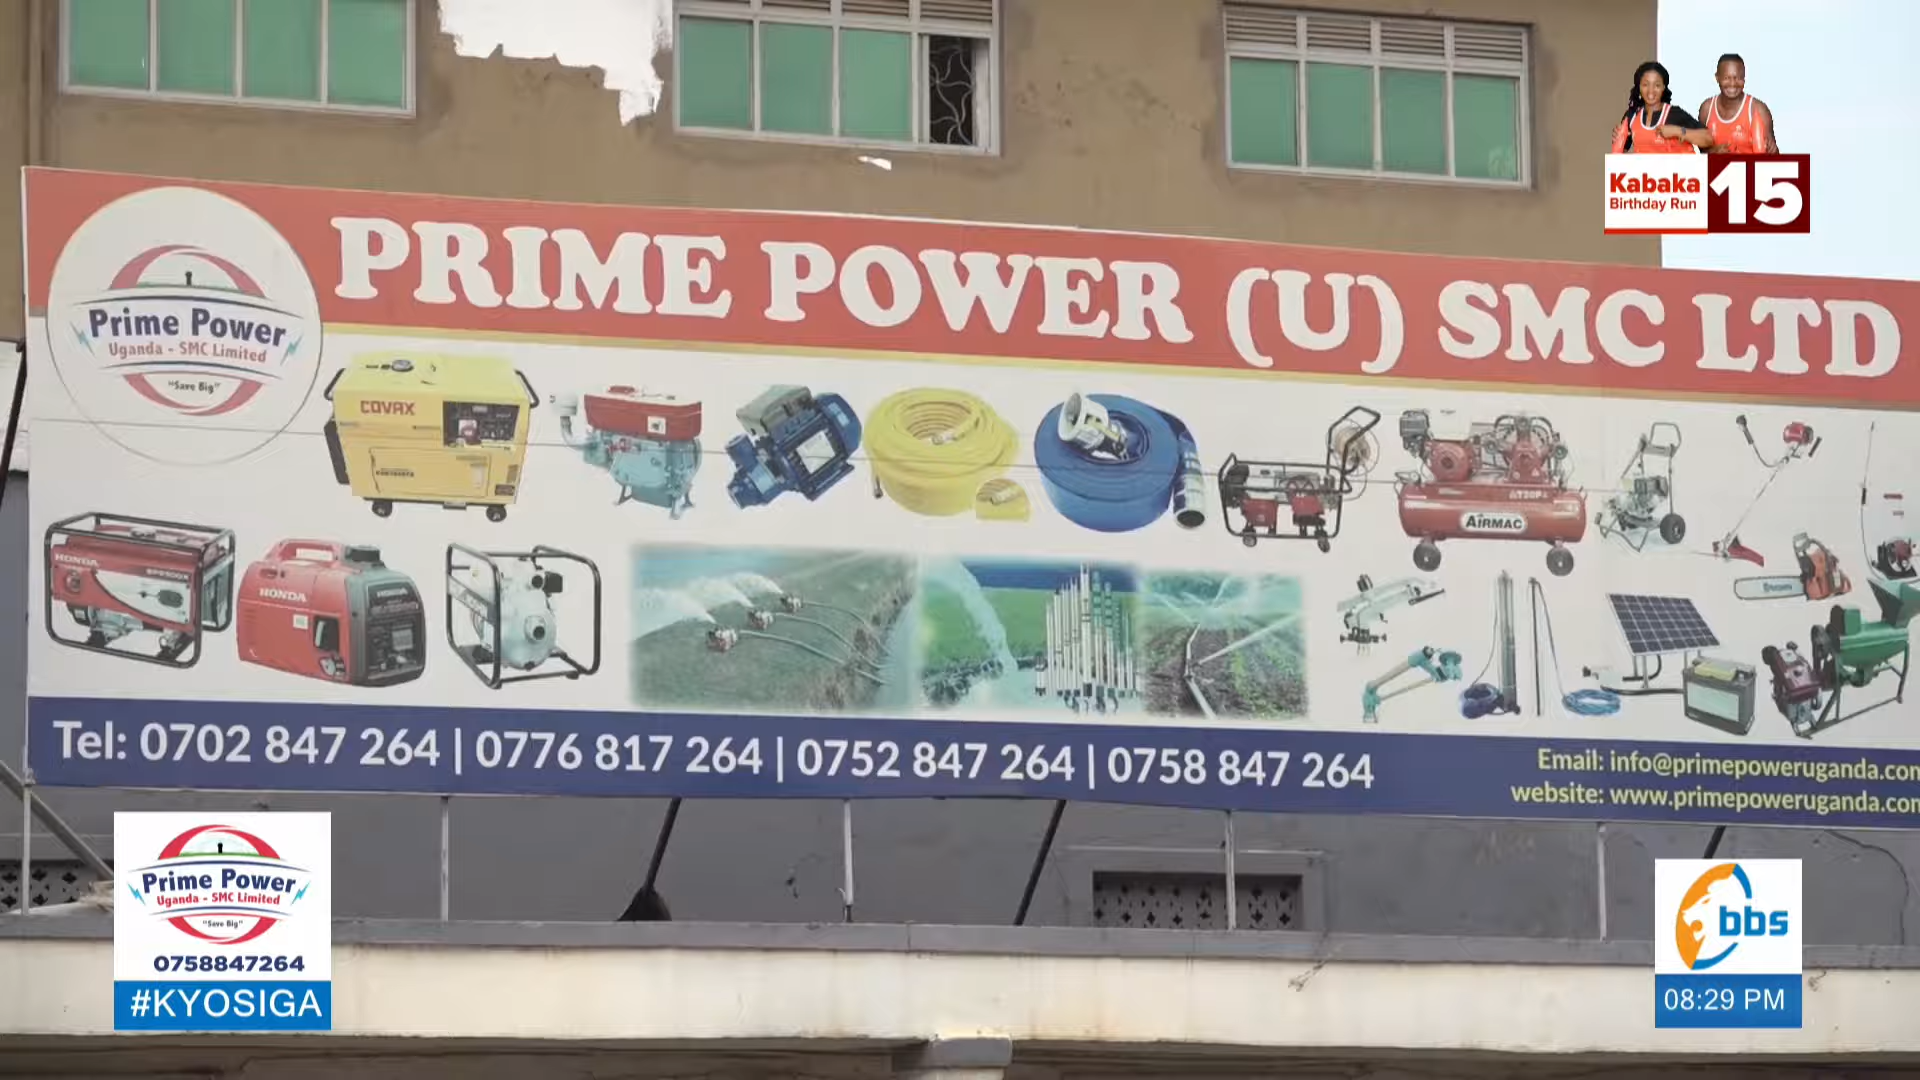 Kabaka
Birthday Run
15
PRIME POWER (U) SMC LTD
Prime Power
Uganda - SMC Limited
"Save Big"
COVAX
AIRMAC
HONDA
HONDA
Tel: 0702 847 264 | 0776 817 264 | 0752 847 264 | 0758 847 264
Email: info@primepoweruganda.com
website: www.primepoweruganda.com
Prime Power
Uganda - SMC Limited
"Save Big"
0758847264
#KYOSIGA
bbs
08:29 PM